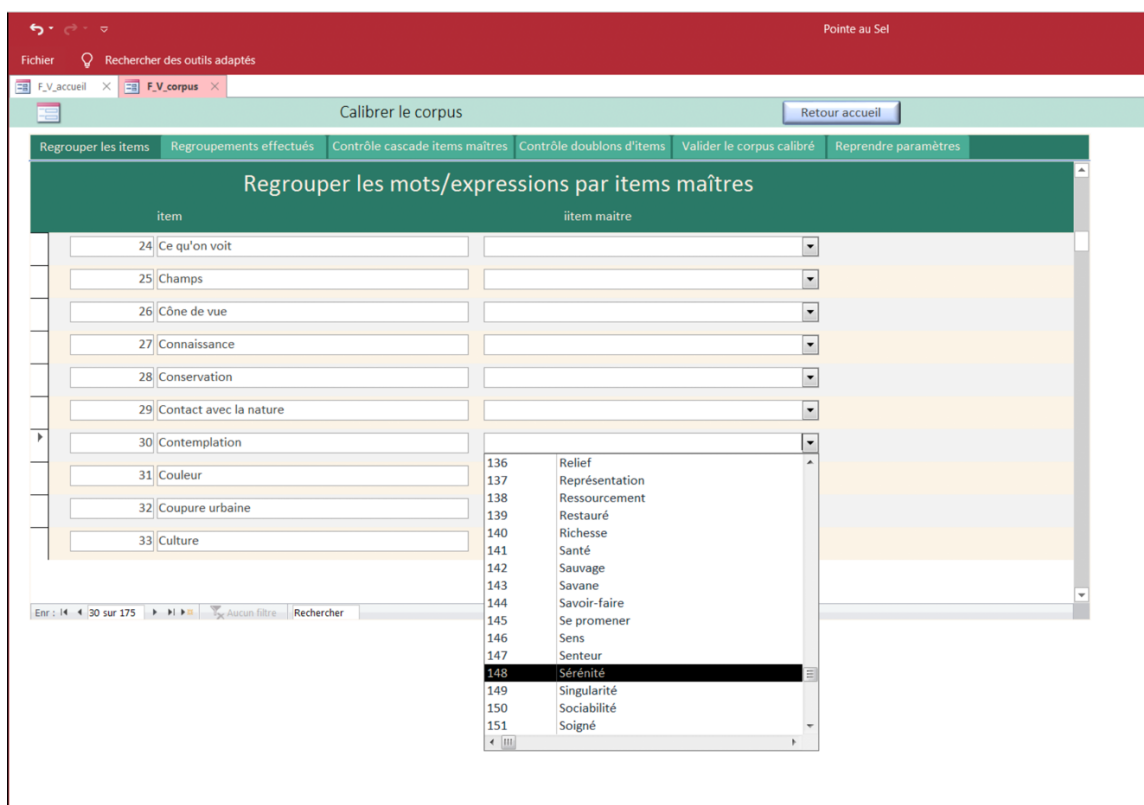 Pointe au Sel
Fichier Rechercher des outils adaptés
F_V_accueil F_V_corpus
Calibrer le corpus Retour accueil
Regrouper les items Regroupements effectués Contrôle cascade items maîtres Contrôle doublons d'items Valider le corpus calibré Reprendre paramètres
Regrouper les mots/expressions par items maîtres
item iitem maitre
24 Ce qu'on voit
25 Champs
26 Cône de vue
27 Connaissance
28 Conservation
29 Contact avec la nature
30 Contemplation
31 Couleur
32 Coupure urbaine
33 Culture
136 Relief
137 Représentation
138 Ressourcement
139 Restauré
140 Richesse
141 Santé
142 Sauvage
143 Savane
144 Savoir-faire
145 Se promener
146 Sens
147 Senteur
148 Sérénité
149 Singularité
150 Sociabilité
151 Soigné
Enr : 30 sur 175 Aucun filtre Rechercher